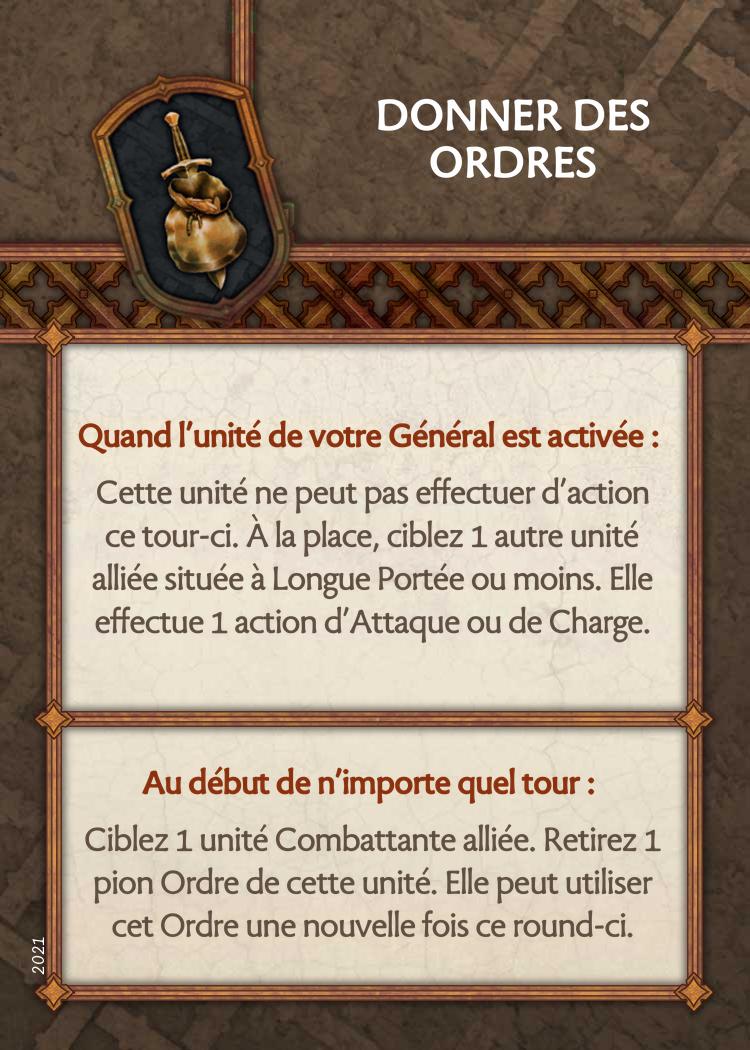 DONNER DES
ORDRES
Quand l'unité de votre Général est activée :
Cette unité ne peut pas effectuer d'action
ce tour-ci. À la place, ciblez 1 autre unité
alliée située à Longue Portée ou moins. Elle
effectue 1 action d'Attaque ou de Charge.
Au début de n'importe quel tour :
Ciblez 1 unité Combattante alliée. Retirez 1
pion Ordre de cette unité. Elle peut utiliser
cet Ordre une nouvelle fois ce round-ci.
2021